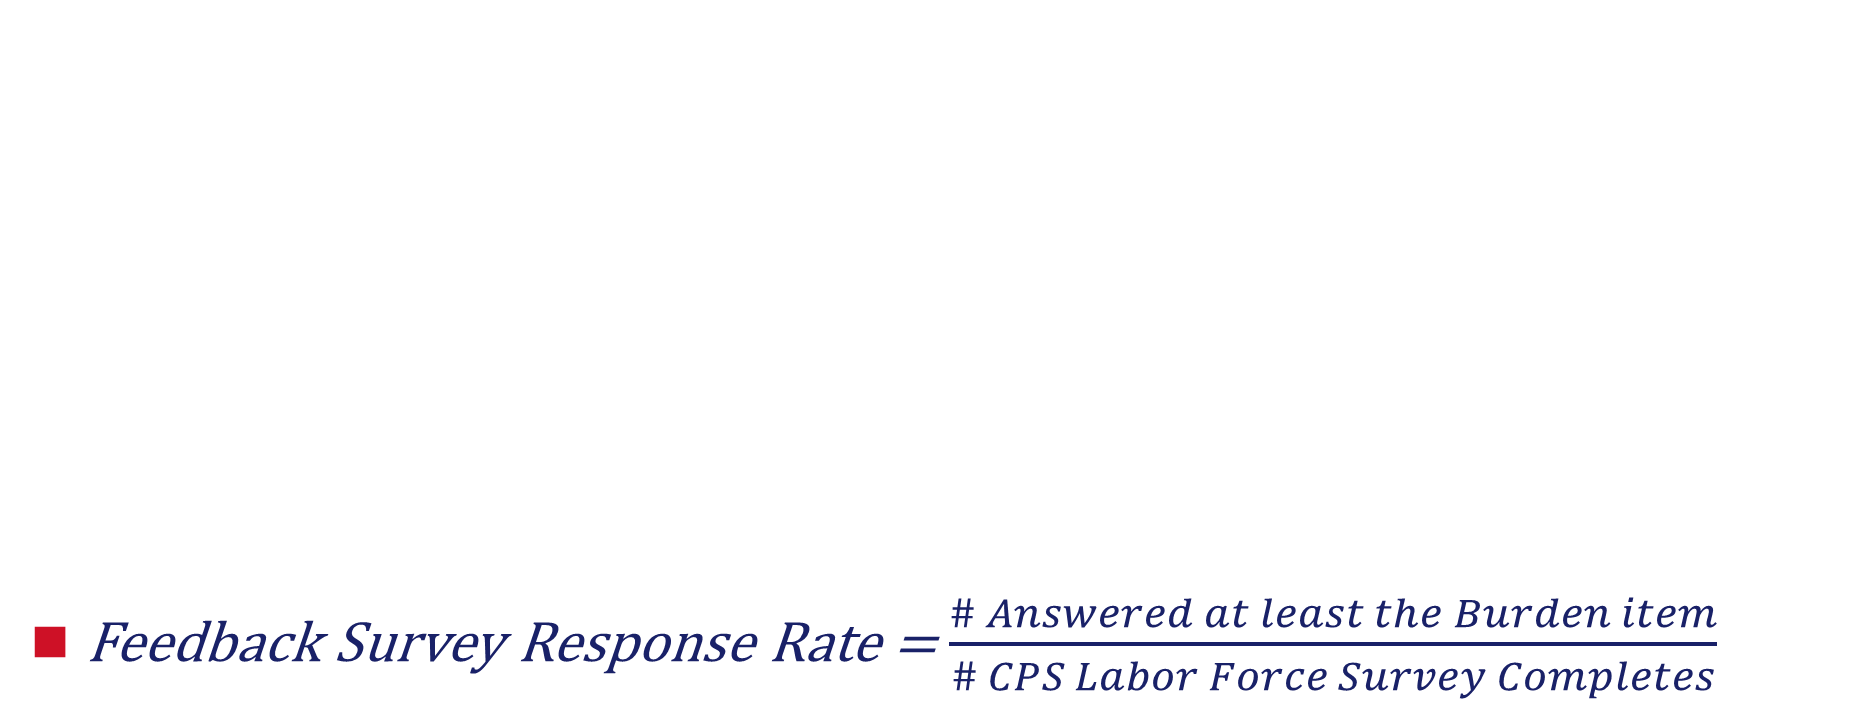 Feedback Survey Response Rate = # Answered at least the Burden item
# CPS Labor Force Survey Completes